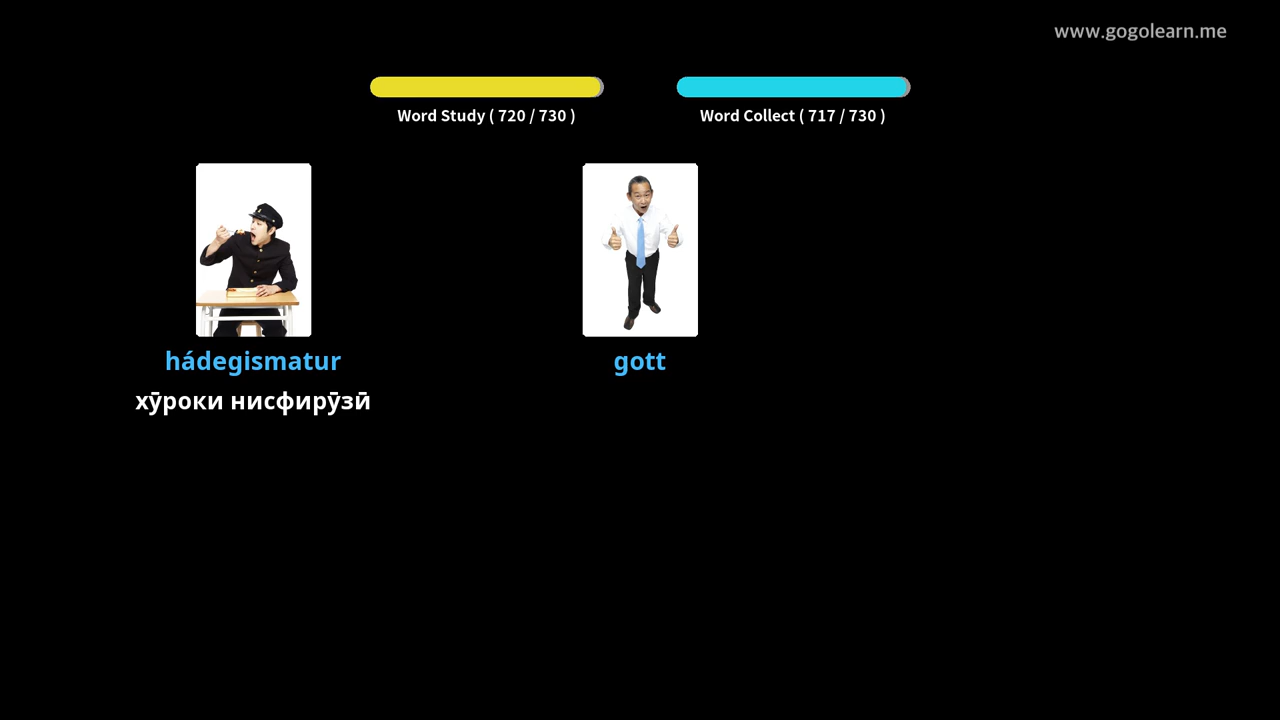 www.gogolearn.me
Word Study ( 720 / 730 )
Word Collect ( 717 / 730 )
hádegismatur
gott
хӯроки нисфирӯзӣ